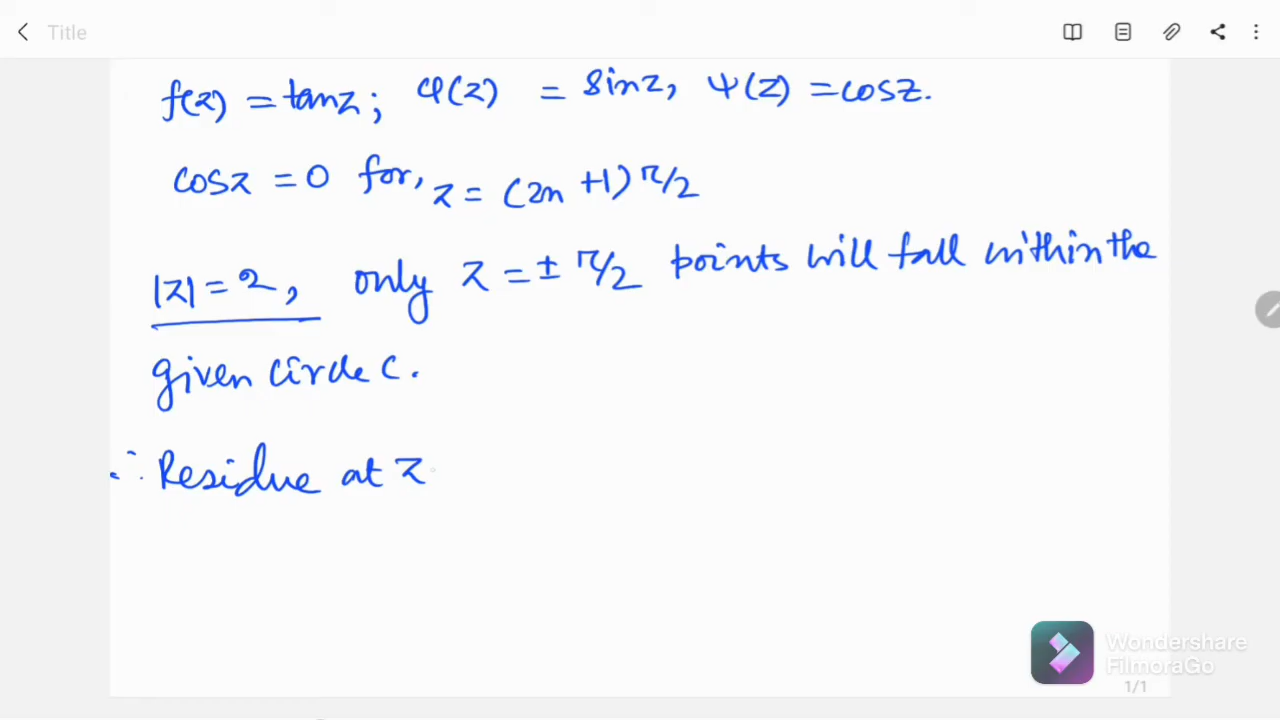 Title
f(z) = tanz; φ(z) = sinz, ψ(z) = cosz.
cosz = 0 for, z = (2n +1) π/2
|z| = 2, only z = ± π/2 points will fall within the
given circle C.
∴ Residue at z
Wondershare
FilmoraGo
1/1